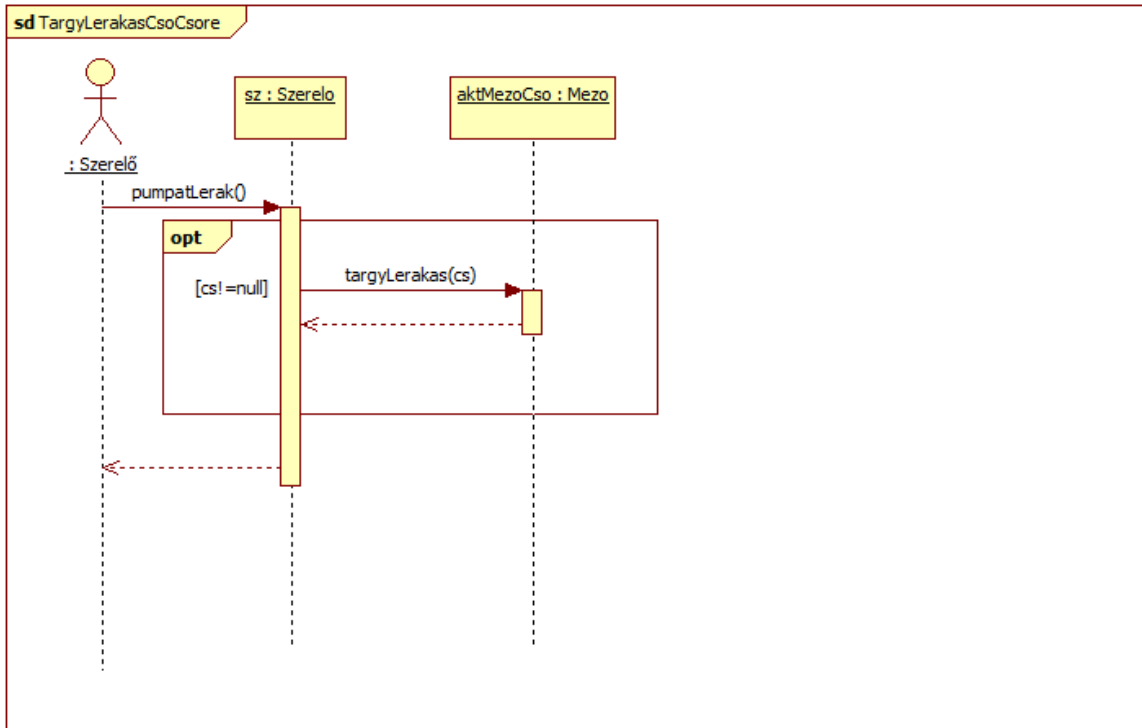 sd TargyLerakasCsoCsore
: Szerelő
sz : Szerelo
aktMezoCso : Mezo
pumpatLerak()
opt
[cs!=null]
targyLerakas(cs)